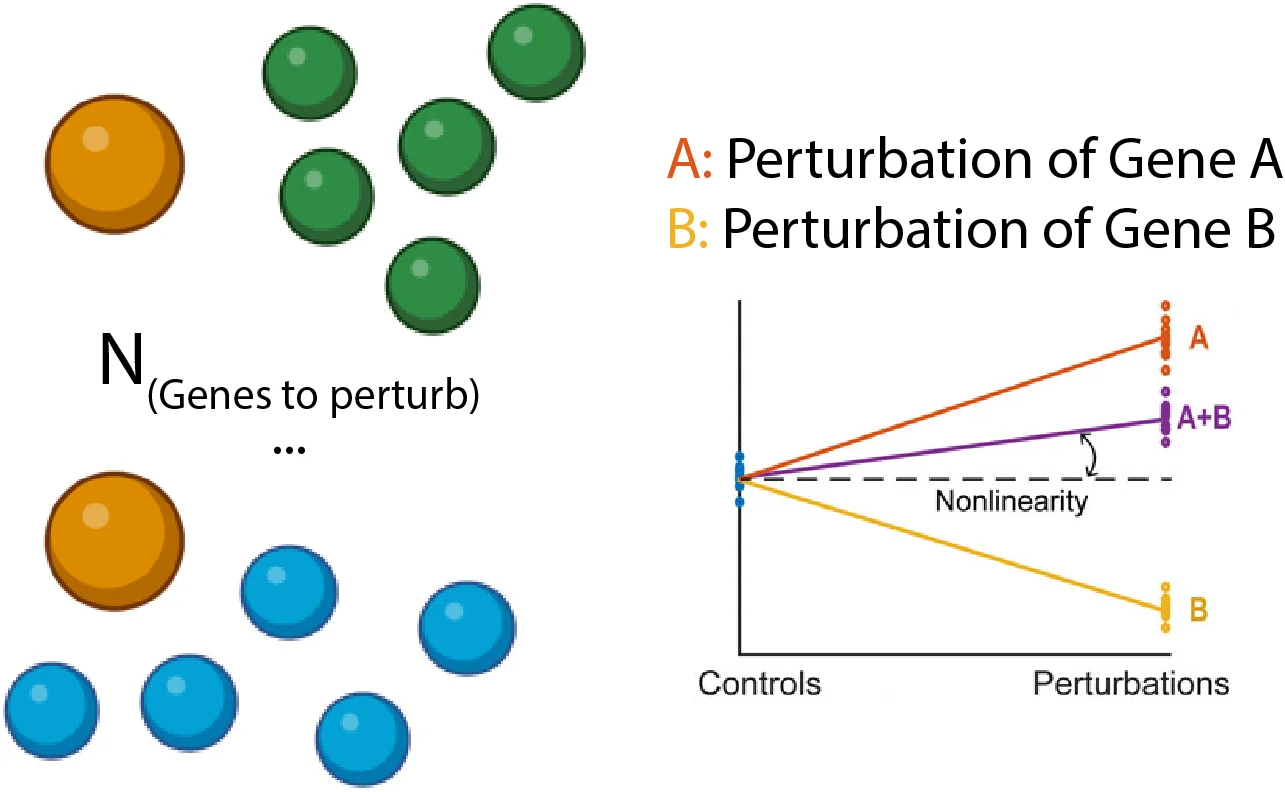 N
(Genes to perturb)
...
A: Perturbation of Gene A
B: Perturbation of Gene B
A
A+B
Nonlinearity
B
Controls
Perturbations